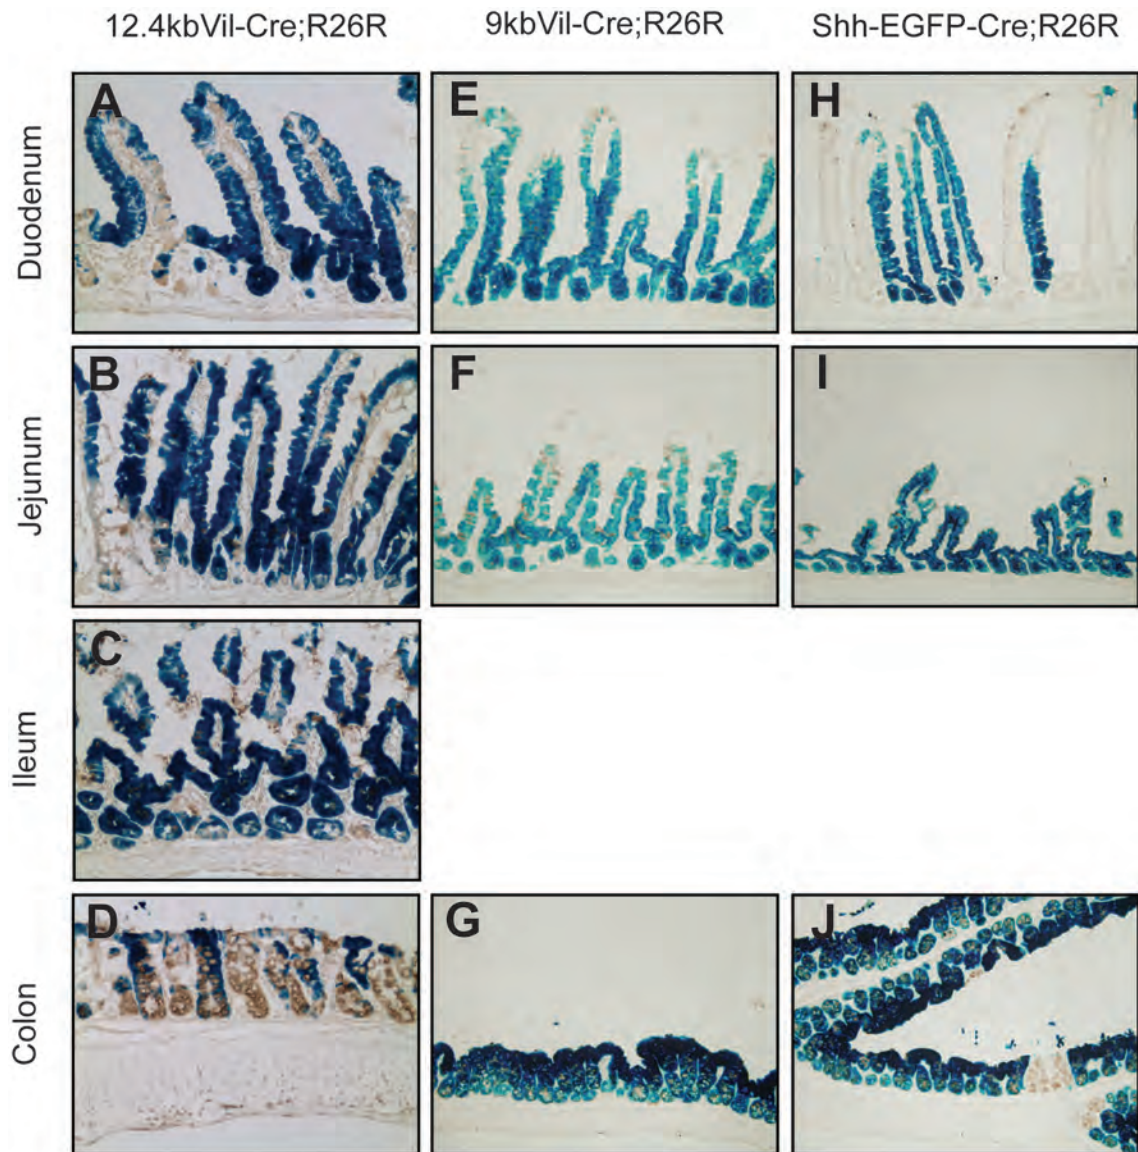 12.4kbVil-Cre;R26R 9kbVil-Cre;R26R Shh-EGFP-Cre;R26R
Duodenum
A E H
Jejunum
B F I
Ileum
C
Colon
D G J